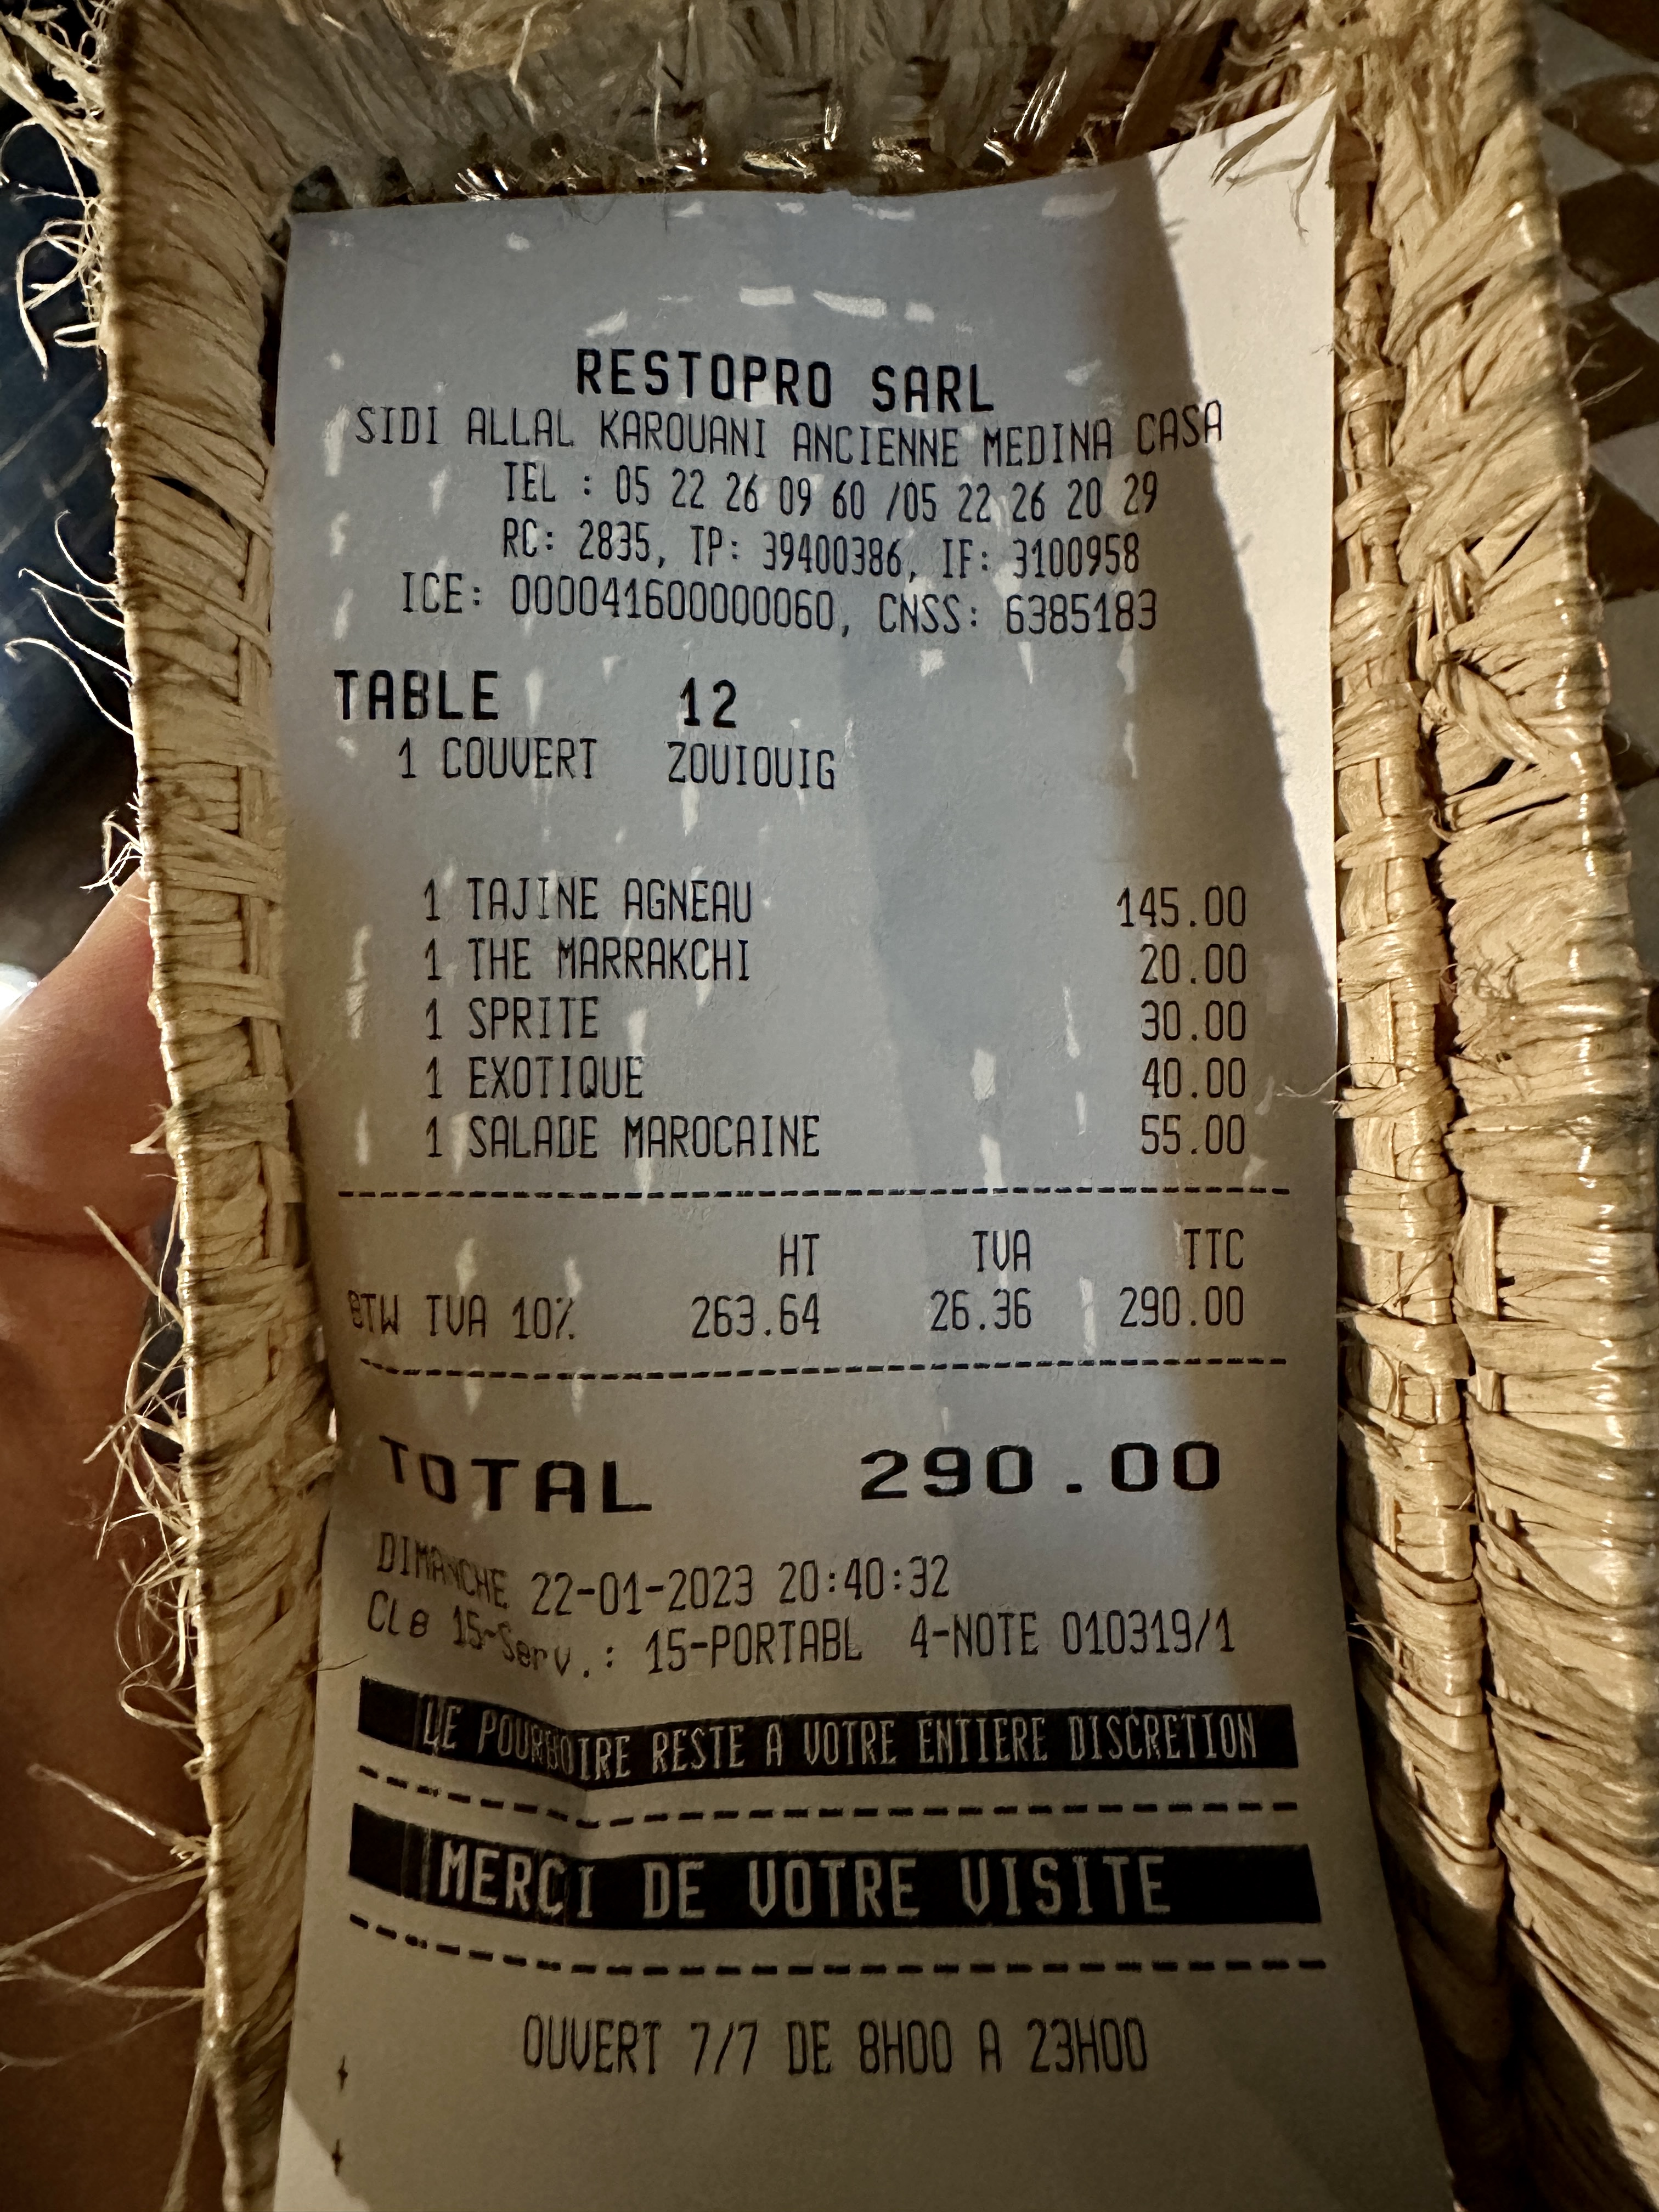 RESTOPRO SARL
SIDI ALLAL KAROUANI ANCIENNE MEDINA CASA
TEL : 05 22 26 09 60 /05 22 26 20 29
RC: 2835, TP: 39400386, IF: 3100958
ICE: 000041600000060, CNSS: 6385183
TABLE 12
1 COUVERT ZOUIOUIG
1 TAJINE AGNEAU 145.00
1 THE MARRAKCHI 20.00
1 SPRITE 30.00
1 EXOTIQUE 40.00
1 SALADE MAROCAINE 55.00
HT TVA TTC
BTW TVA 10% 263.64 26.36 290.00
TOTAL 290.00
DIMANCHE 22-01-2023 20:40:32
Cle 15-Serv.: 15-PORTABL 4-NOTE 010319/1
LE POURBOIRE RESTE A VOTRE ENTIERE DISCRETION
MERCI DE VOTRE VISITE
OUVERT 7/7 DE 8H00 A 23H00